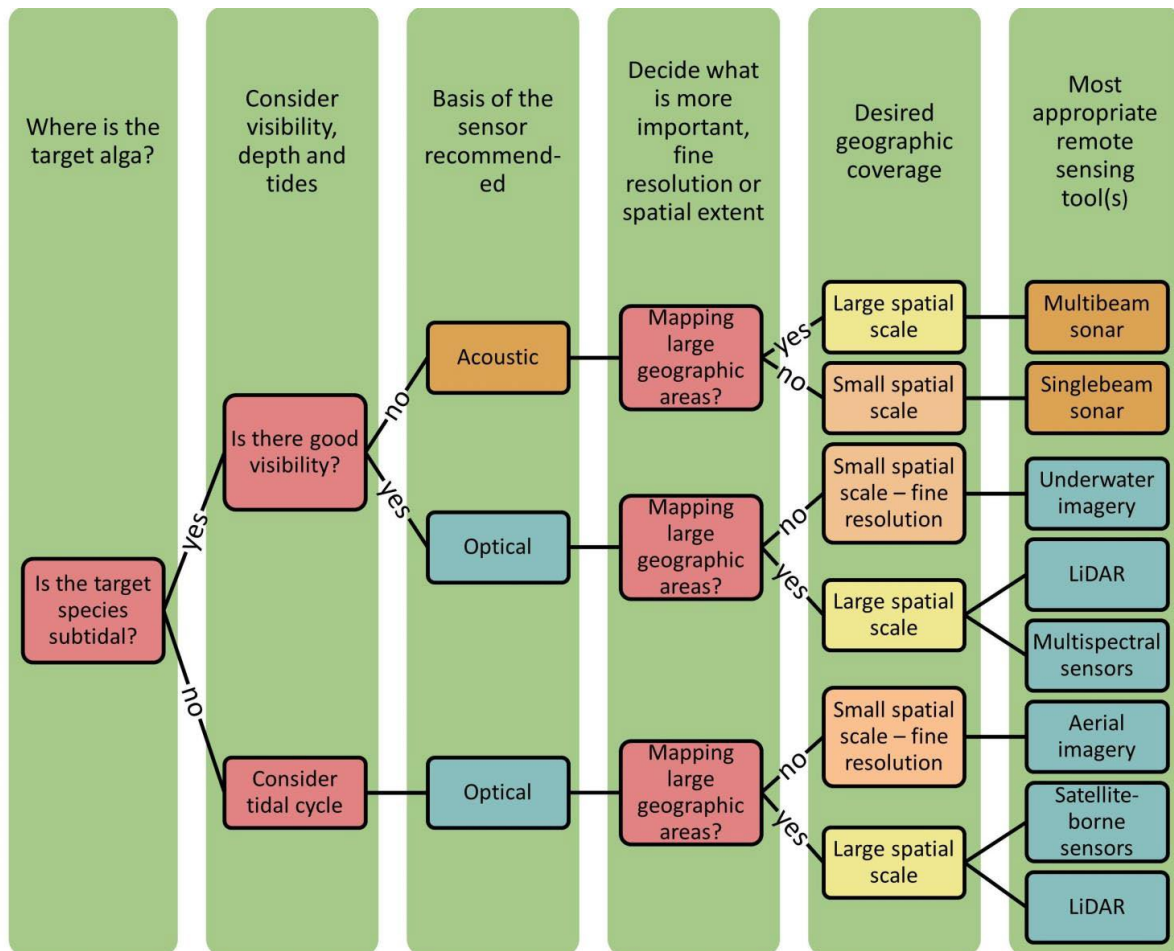 Where is the
target alga?
Consider
visibility,
depth and
tides
Basis of the
sensor
recommend-
ed
Decide what
is more
important,
fine
resolution or
spatial extent
Desired
geographic
coverage
Most
appropriate
remote
sensing
tool(s)
Is the target
species
subtidal?
yes
no
Is there good
visibility?
no
yes
Consider
tidal cycle
Acoustic
Optical
Optical
Mapping
large
geographic
areas?
yes
no
Mapping
large
geographic
areas?
no
yes
Mapping
large
geographic
areas?
no
yes
Large spatial
scale
Small spatial
scale
Small spatial
scale – fine
resolution
Large spatial
scale
Small spatial
scale – fine
resolution
Large spatial
scale
Multibeam
sonar
Singlebeam
sonar
Underwater
imagery
LiDAR
Multispectral
sensors
Aerial
imagery
Satellite-
borne
sensors
LiDAR